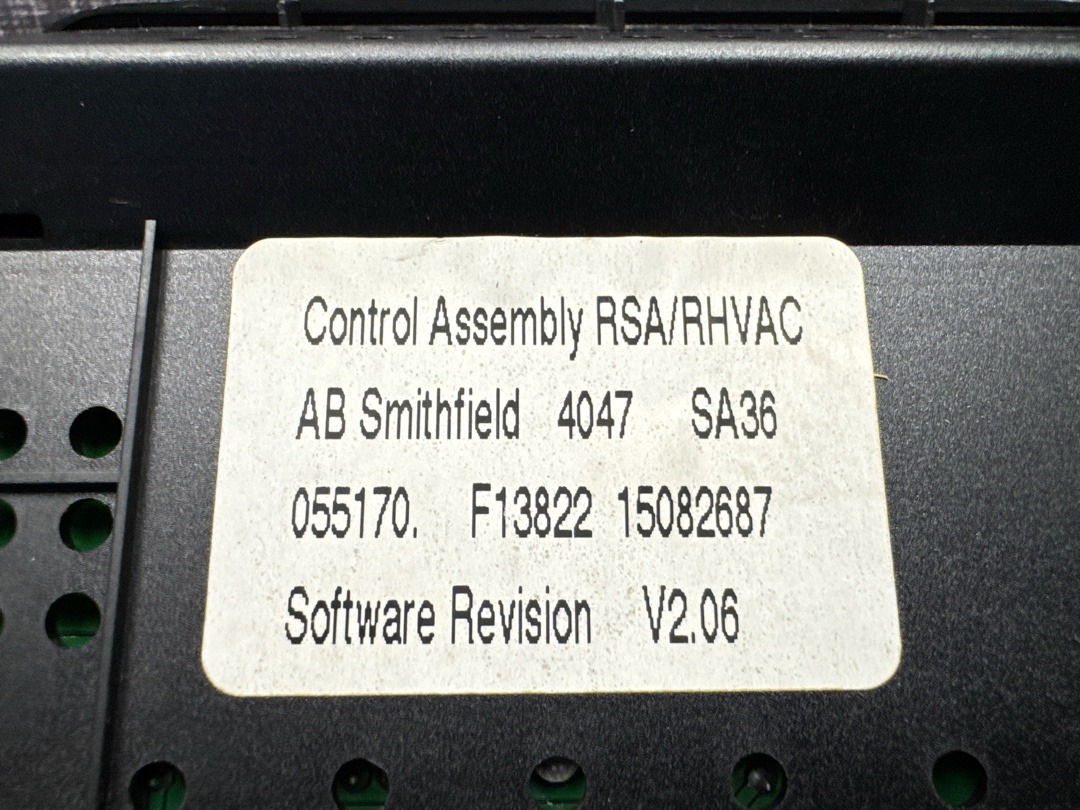 Control Assembly RSA/RHVAC
AB Smithfield 4047 SA36
055170. F13822 15082687
Software Revision V2.06